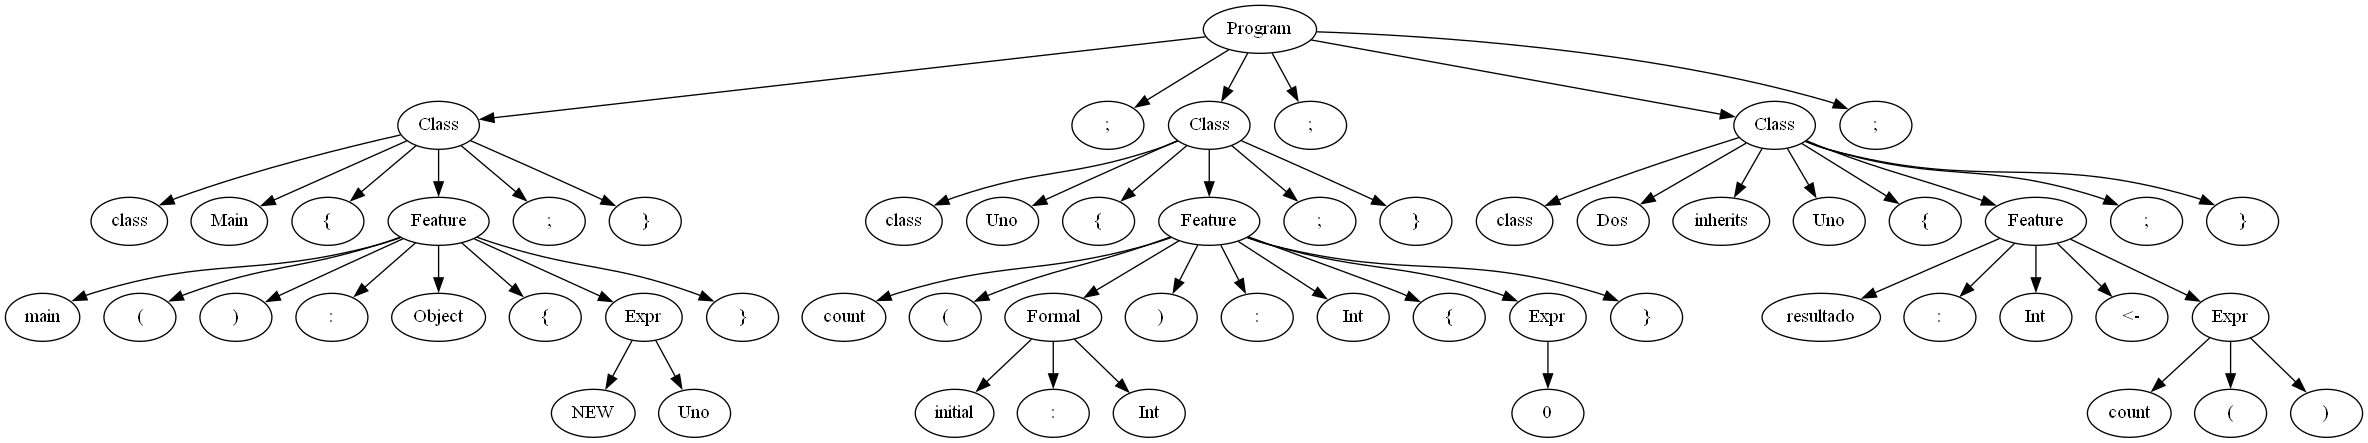 Program
Class ; Class ; Class ;
class Main { Feature ; } class Uno { Feature ; } class Dos inherits Uno { Feature ; }
main ( ) : Object { Expr } count ( Formal ) : Int { Expr } resultado : Int <- Expr
NEW Uno initial : Int 0 count ( )